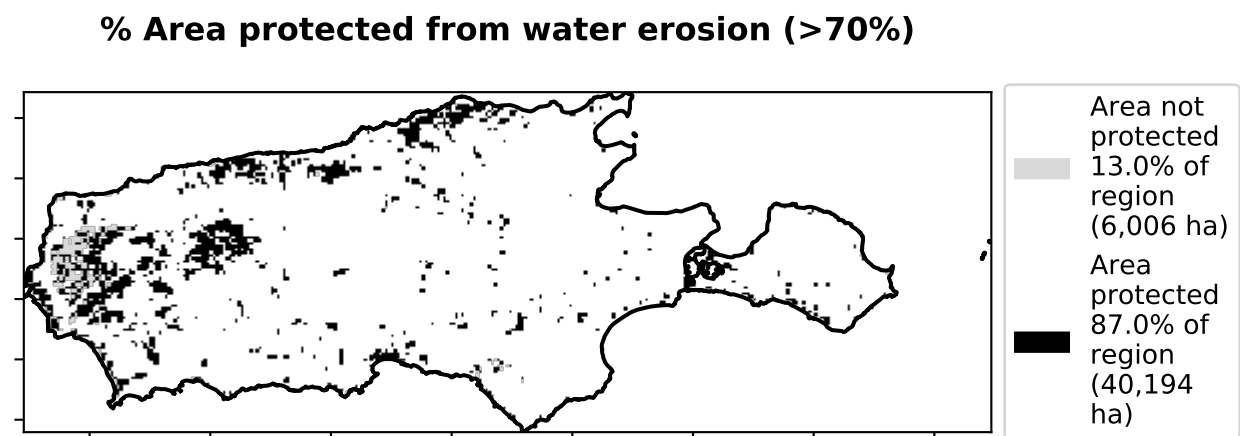 % Area protected from water erosion (>70%)
Area not
protected
13.0% of
region
(6,006 ha)
Area
protected
87.0% of
region
(40,194
ha)